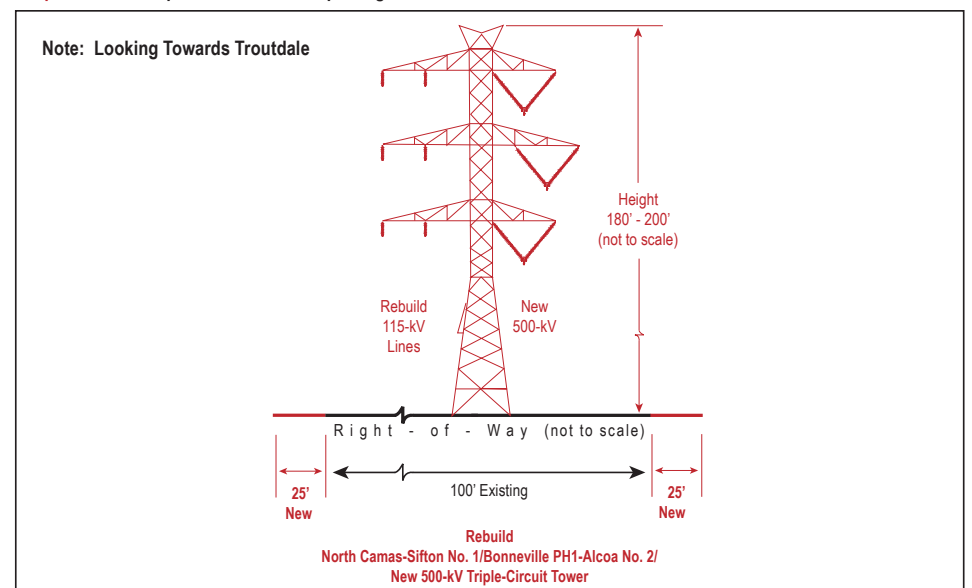 Note: Looking Towards Troutdale
Height
180' - 200'
(not to scale)
Rebuild
115-kV
Lines
New
500-kV
Right - of - Way (not to scale)
25'
New
100' Existing
25'
New
Rebuild
North Camas-Sifton No. 1/Bonneville PH1-Alcoa No. 2/
New 500-kV Triple-Circuit Tower